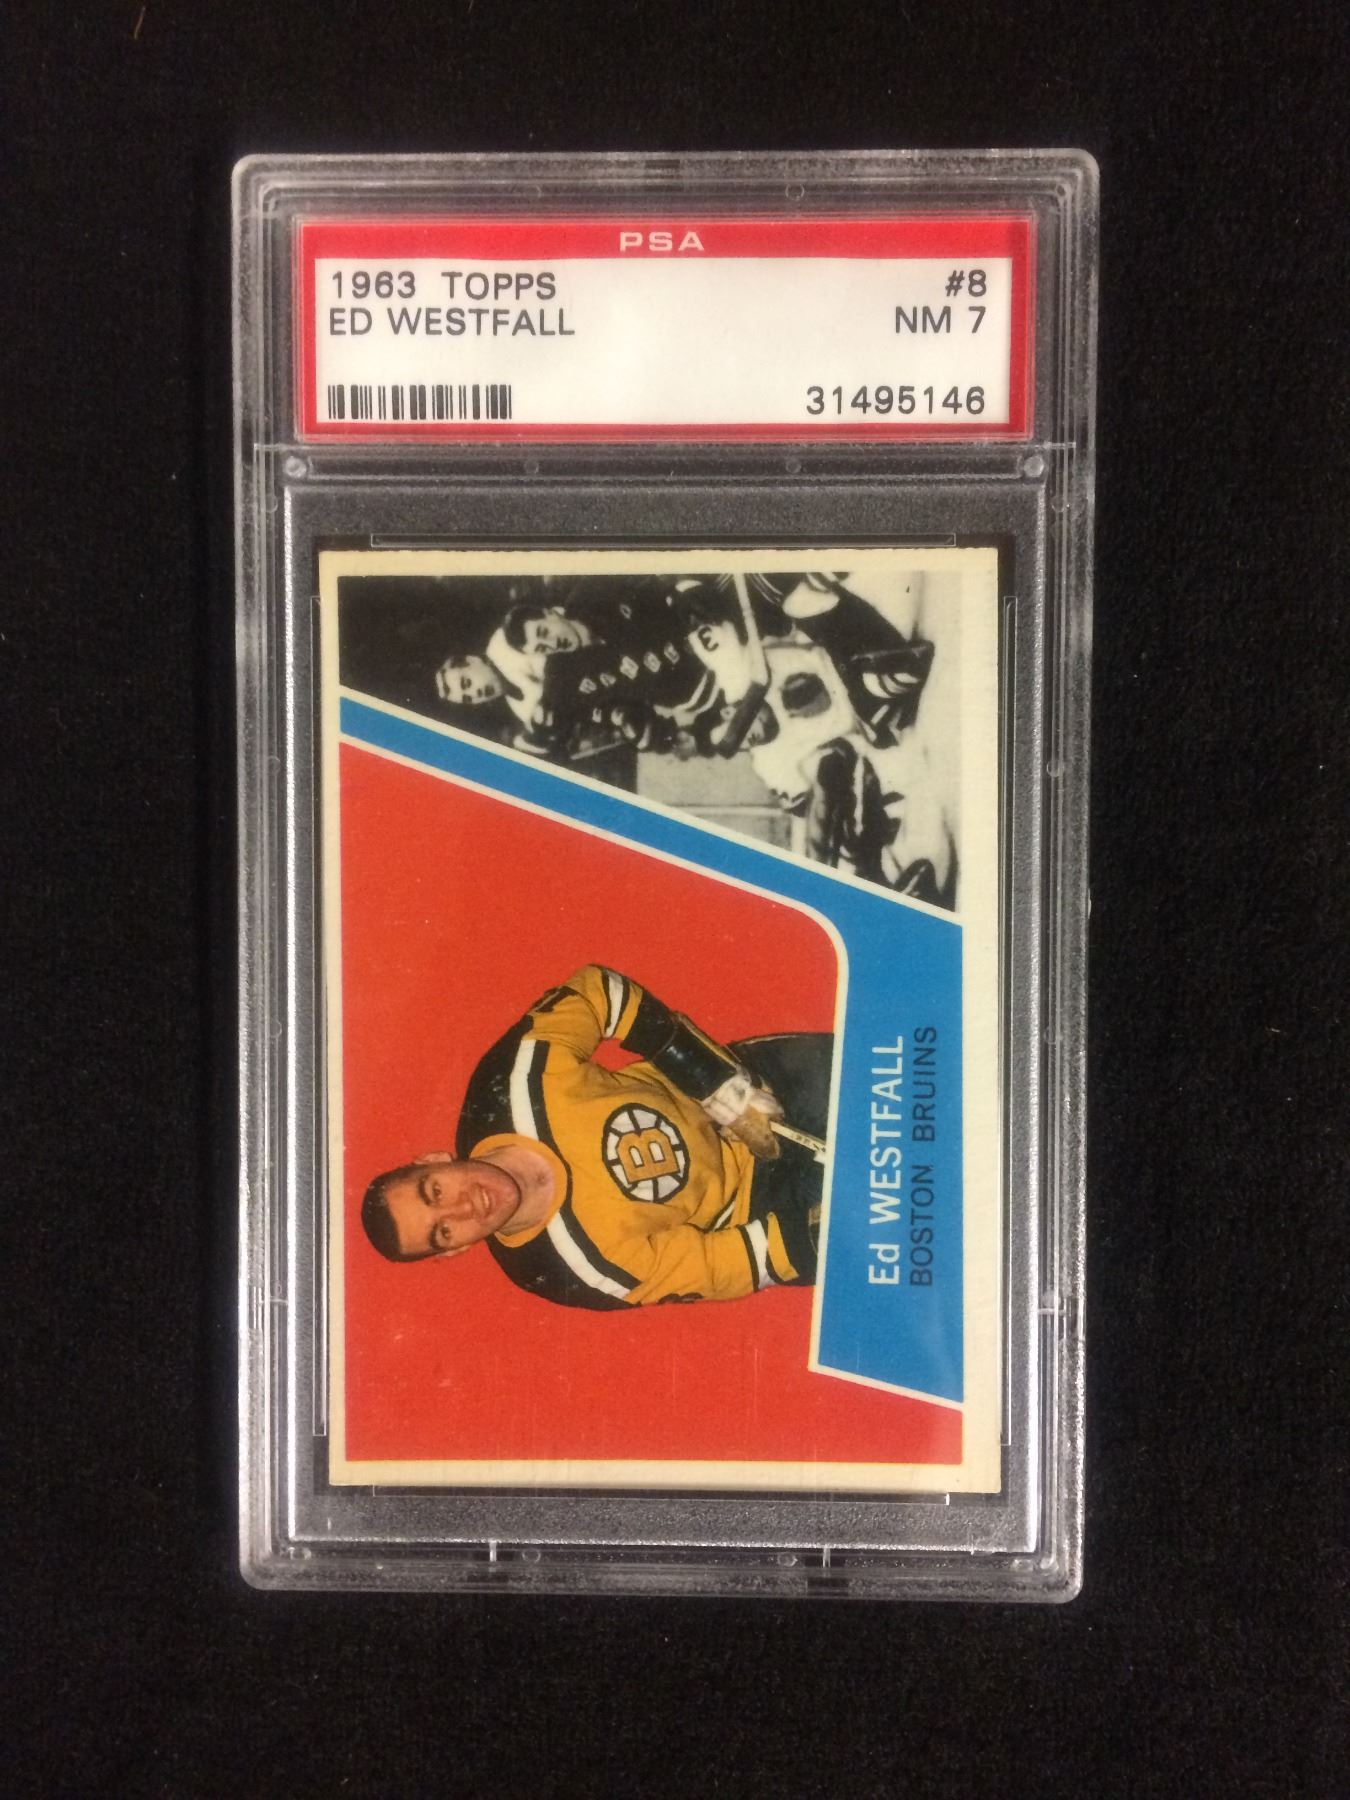 PSA
1963 TOPPS #8
ED WESTFALL NM 7
31495146
Ed WESTFALL
BOSTON BRUINS
B